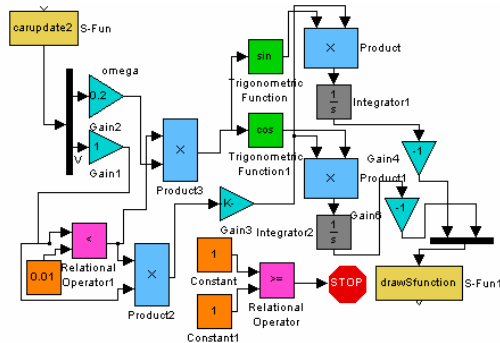 carupdate2
S-Fun
omega
0.2
Gain2
V
1
Gain1
×
Product3
sin
Trigonometric
Function
cos
Trigonometric
Function1
×
Product
1
s
Integrator1
×
Product1
1
s
Integrator2
-1
Gain4
-1
Gain6
-K-
Gain3
<
Relational
Operator1
0.01
×
Product2
1
Constant
1
Constant1
>=
Relational
Operator
STOP
drawSfunction
S-Fun1